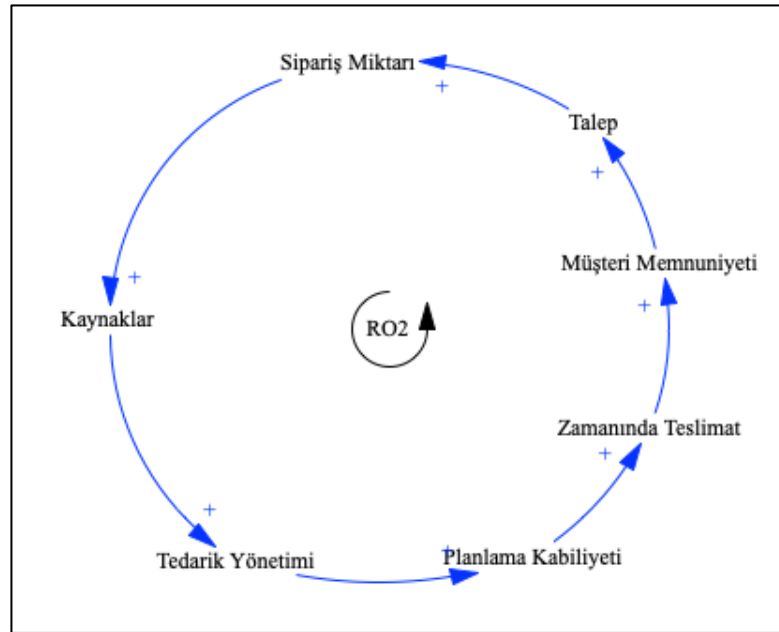 Sipariş Miktarı
+
Talep
+
Müşteri Memnuniyeti
+
+
Kaynaklar
RO2
Zamanında Teslimat
+
+
Tedarik Yönetimi
+
Planlama Kabiliyeti